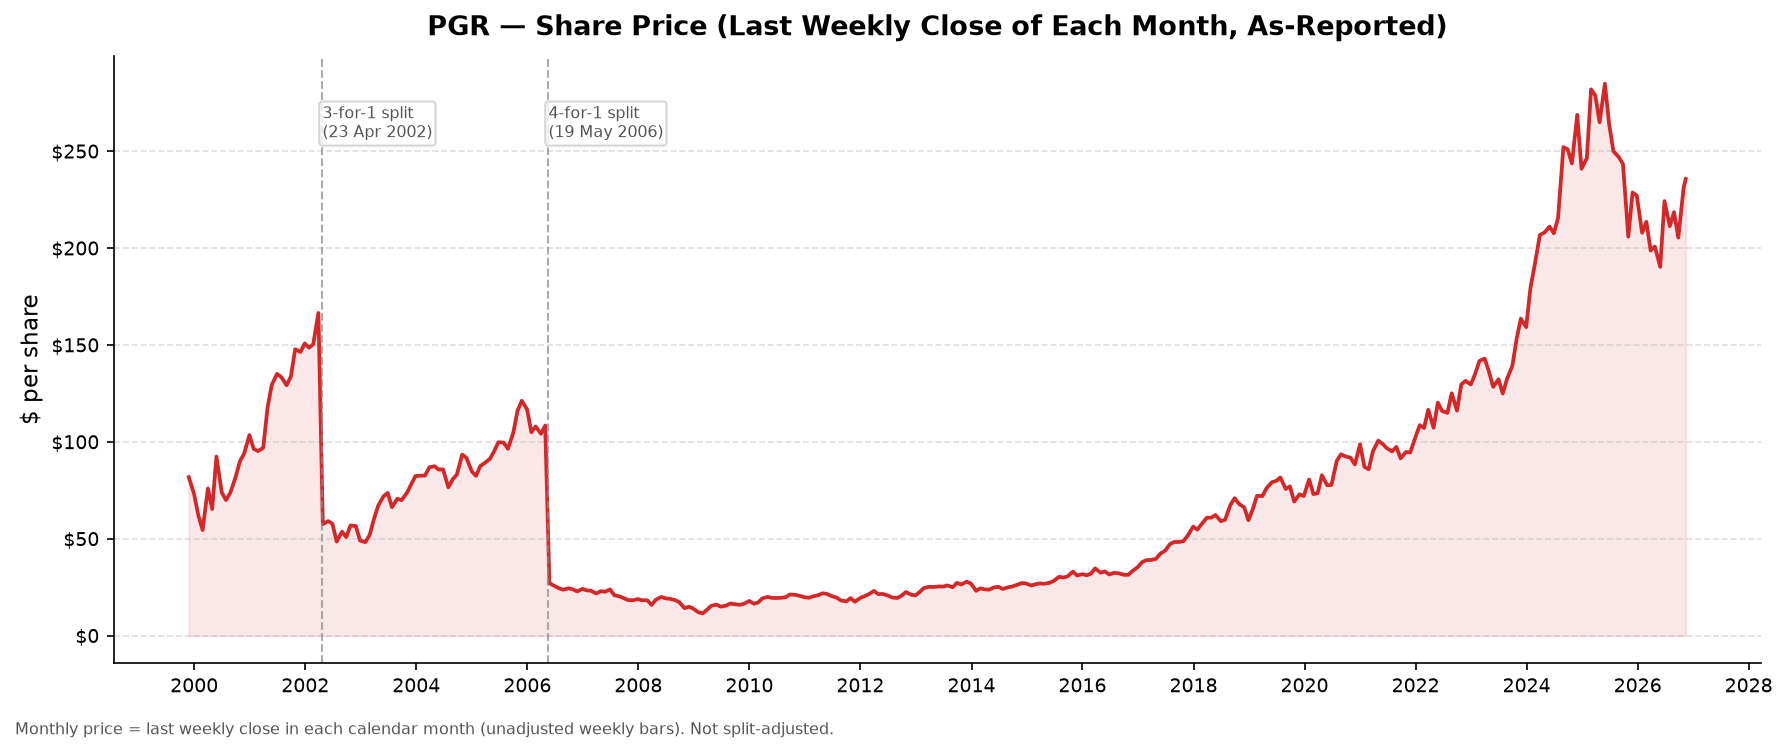 PGR — Share Price (Last Weekly Close of Each Month, As-Reported)
3-for-1 split
(23 Apr 2002)
4-for-1 split
(19 May 2006)
$ per share
$250
$200
$150
$100
$50
$0
2000 2002 2004 2006 2008 2010 2012 2014 2016 2018 2020 2022 2024 2026 2028
Monthly price = last weekly close in each calendar month (unadjusted weekly bars). Not split-adjusted.